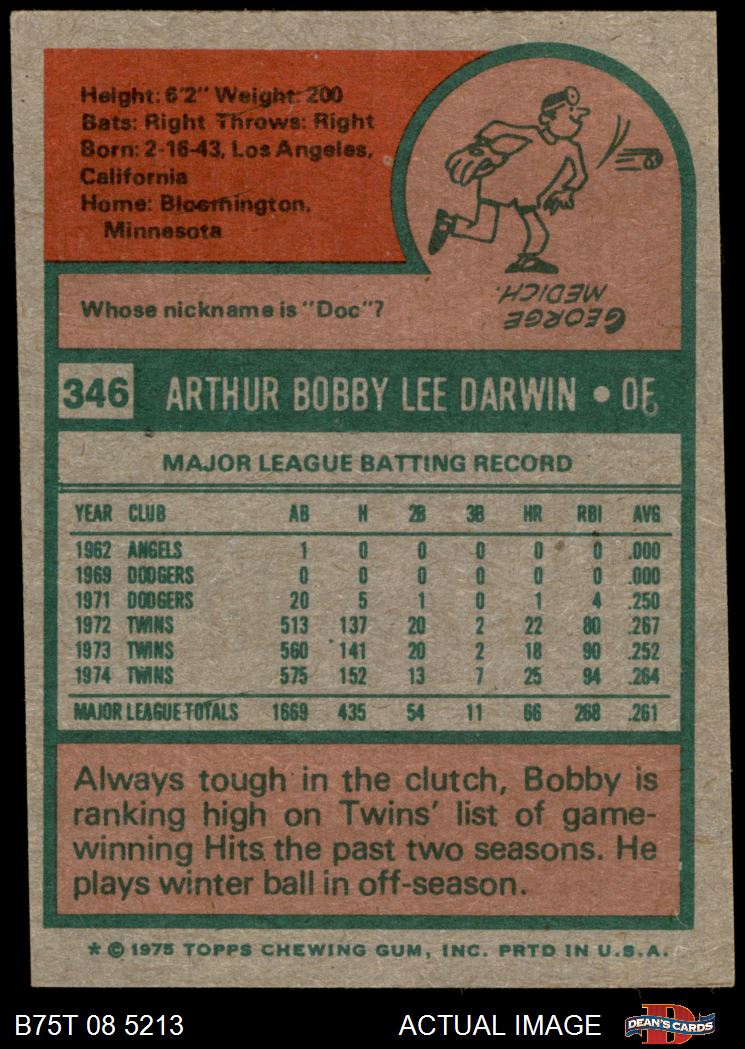 Height: 6'2" Weight: 200
Bats: Right Throws: Right
Born: 2-16-43, Los Angeles,
California
Home: Bloomington,
Minnesota
Whose nickname is "Doc"?
GEORGE
MEDICH.
346 ARTHUR BOBBY LEE DARWIN • OF
MAJOR LEAGUE BATTING RECORD
YEAR CLUB AB H 2B 3B HR RBI AVG
1962 ANGELS 1 0 0 0 0 0 .000
1969 DODGERS 0 0 0 0 0 0 .000
1971 DODGERS 20 5 1 0 1 4 .250
1972 TWINS 513 137 20 2 22 80 .267
1973 TWINS 560 141 20 2 18 90 .252
1974 TWINS 575 152 13 7 25 94 .264
MAJOR LEAGUE TOTALS 1669 435 54 11 66 268 .261
Always tough in the clutch, Bobby is
ranking high on Twins' list of game-
winning Hits the past two seasons. He
plays winter ball in off-season.
* © 1975 TOPPS CHEWING GUM, INC. PRTD IN U.S.A.
B75T 08 5213 ACTUAL IMAGE
D
DEAN'S CARDS